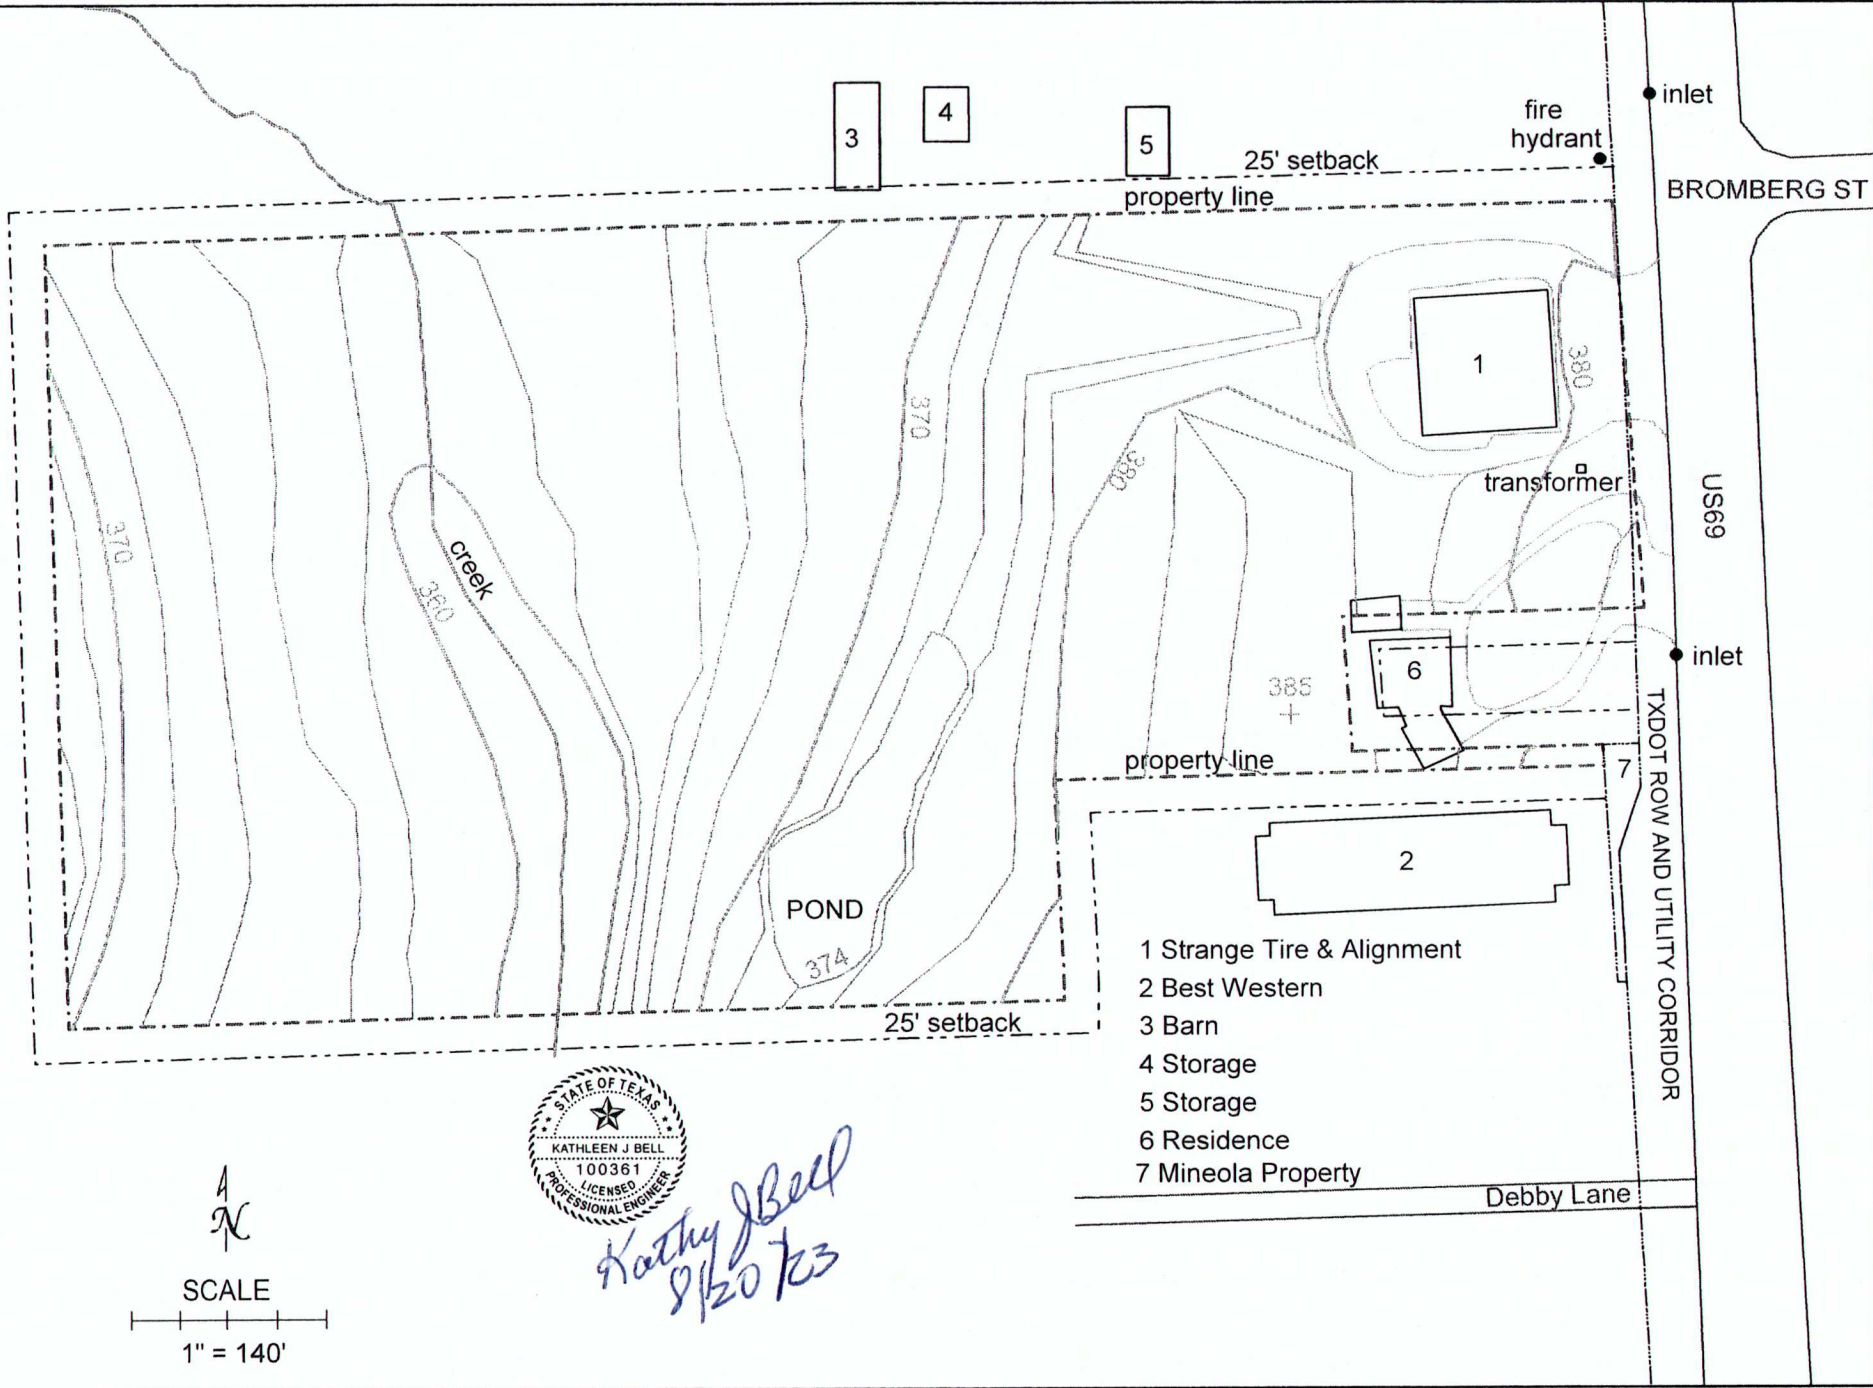 inlet
fire
hydrant
3
4
5
25' setback
BROMBERG ST
property line
1
380
370
380
transformer
US69
370
creek
360
385
6
inlet
TXDOT ROW AND UTILITY CORRIDOR
property line
7
2
POND
374
25' setback
1 Strange Tire & Alignment
2 Best Western
3 Barn
4 Storage
5 Storage
6 Residence
7 Mineola Property
Debby Lane
STATE OF TEXAS
KATHLEEN J BELL
100361
LICENSED
PROFESSIONAL ENGINEER
Kathy J Bell
8/20/23
N
SCALE
1" = 140'